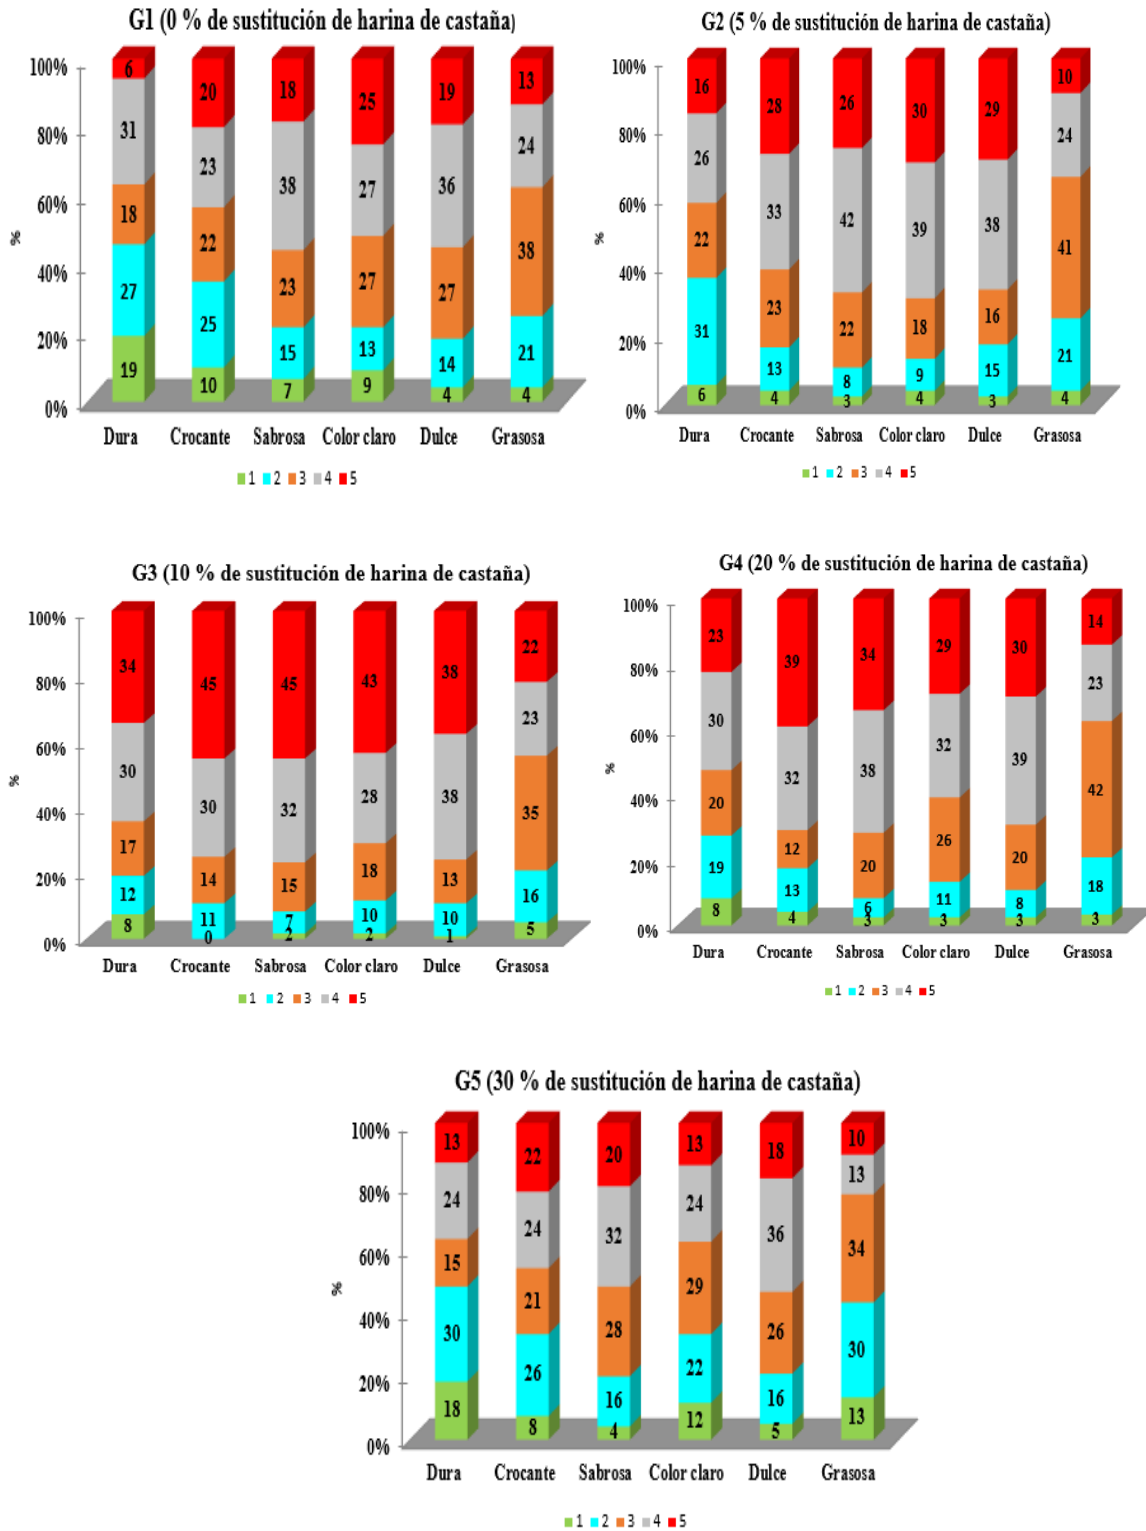 G1 (0 % de sustitución de harina de castaña)
100%
80%
60%
40%
20%
0%
%
6 20 18 25 19 13
31 23 38 27 36 24
18 22 23 27 27 38
27 25 15 13 14 21
19 10 7 9 4 4
Dura Crocante Sabrosa Color claro Dulce Grasosa
1 2 3 4 5
G2 (5 % de sustitución de harina de castaña)
100%
80%
60%
40%
20%
0%
%
16 28 26 30 29 10
26 33 42 39 38 24
22 23 22 18 16 41
31 13 8 9 15 21
6 4 3 4 3 4
Dura Crocante Sabrosa Color claro Dulce Grasosa
1 2 3 4 5
G3 (10 % de sustitución de harina de castaña)
100%
80%
60%
40%
20%
0%
%
34 45 45 43 38 22
30 30 32 28 38 23
17 14 15 18 13 35
12 11 7 10 10 16
8 0 2 2 1 5
Dura Crocante Sabrosa Color claro Dulce Grasosa
1 2 3 4 5
G4 (20 % de sustitución de harina de castaña)
100%
80%
60%
40%
20%
0%
%
23 39 34 29 30 14
30 32 38 32 39 23
20 12 20 26 20 42
19 13 6 11 8 18
8 4 3 3 3 3
Dura Crocante Sabrosa Color claro Dulce Grasosa
1 2 3 4 5
G5 (30 % de sustitución de harina de castaña)
100%
80%
60%
40%
20%
0%
%
13 22 20 13 18 10
24 24 32 24 36 13
15 21 28 29 26 34
30 26 16 22 16 30
18 8 4 12 5 13
Dura Crocante Sabrosa Color claro Dulce Grasosa
1 2 3 4 5